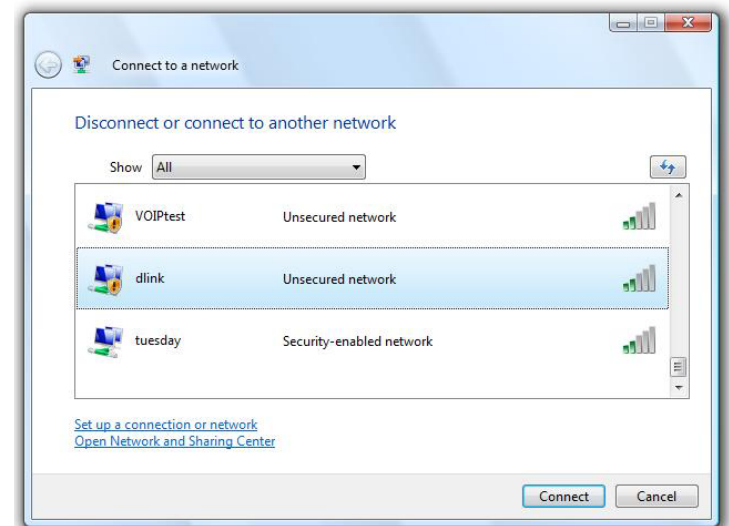 Connect to a network
Disconnect or connect to another network
Show All
VOIPtest Unsecured network
dlink Unsecured network
tuesday Security-enabled network
Set up a connection or network
Open Network and Sharing Center
Connect Cancel